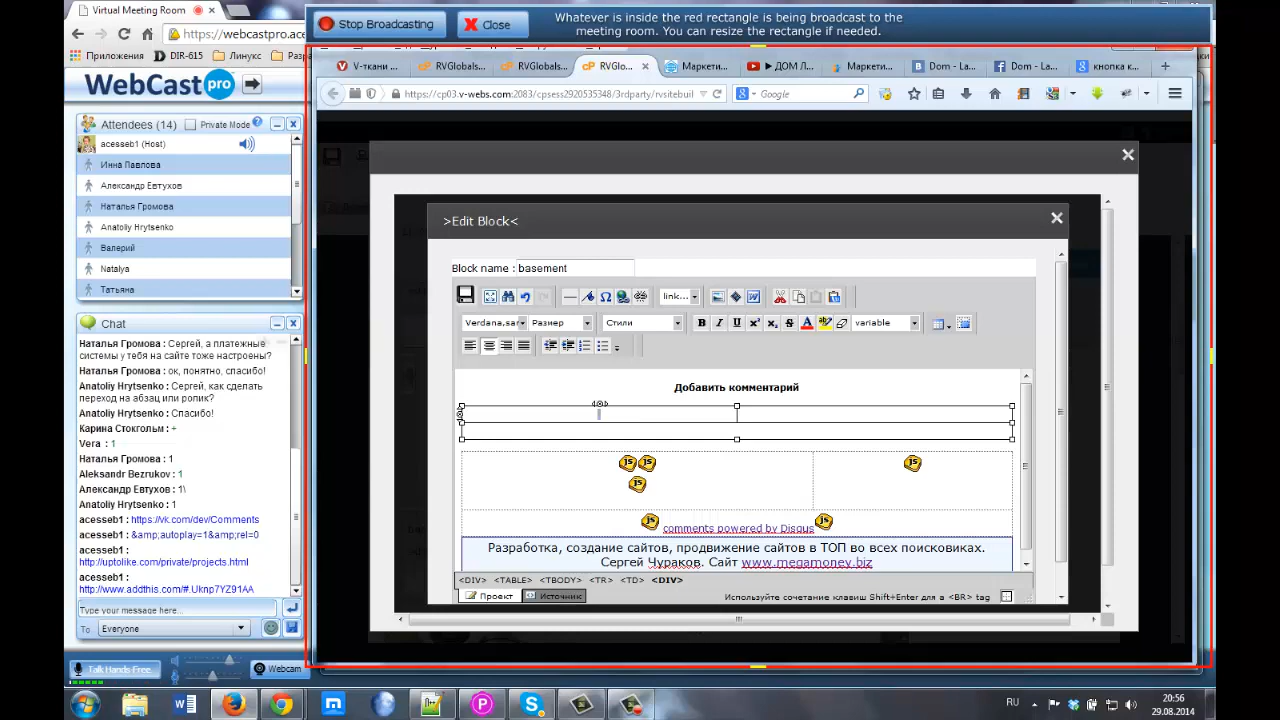 Virtual Meeting Room
https://webcastpro.ace
Приложения
DIR-615
Линукс
Разра
WebCast pro
Attendees (14)
Private Mode
acesseb1 (Host)
Инна Павлова
Александр Евтухов
Наталья Громова
Anatoliy Hrytsenko
Валерий
Natalya
Татьяна
Chat
Наталья Громова : Сергей, а платежные
системы у тебя на сайте тоже настроены?
Наталья Громова : ок, понятно, спасибо!
Anatoliy Hrytsenko : Сергей, как сделать
переход на абзац или ролик?
Anatoliy Hrytsenko : Спасибо!
Карина Стокгольм : +
Vera : 1
Наталья Громова : 1
Aleksandr Bezrukov : 1
Александр Евтухов : 1\
Anatoliy Hrytsenko : 1
acesseb1 : https://vk.com/dev/Comments
acesseb1 : &amp;autoplay=1&amp;rel=0
acesseb1 :
http://uptolike.com/private/projects.html
acesseb1 :
http://www.addthis.com/#.Uknp7YZ91AA
Type your message here...
To
Everyone
Talk Hands-Free
Webcam
Stop Broadcasting
Close
Whatever is inside the red rectangle is being broadcast to the
meeting room. You can resize the rectangle if needed.
V-ткани ...
RVGlobals...
RVGlobals...
RVGlo...
Маркети...
ДОМ Л...
Маркети...
Dom - La...
Dom - La...
кнопка к...
https://cp03.v-webs.com:2083/cpsess2920535348/3rdparty/rvsitebuil
Google
>Edit Block<
Block name : basement
link...
Verdana,sar
Размер
Стили
variable
Добавить комментарий
js js
js
js
js comments powered by Disqus js
Разработка, создание сайтов, продвижение сайтов в ТОП во всех поисковиках.
Сергей Чураков. Сайт www.megamoney.biz
<DIV> <TABLE> <TBODY> <TR> <TD> <DIV>
Проект
Источник
Используйте сочетание клавиш Shift+Enter для a <BR> tag
RU
20:56
29.08.2014